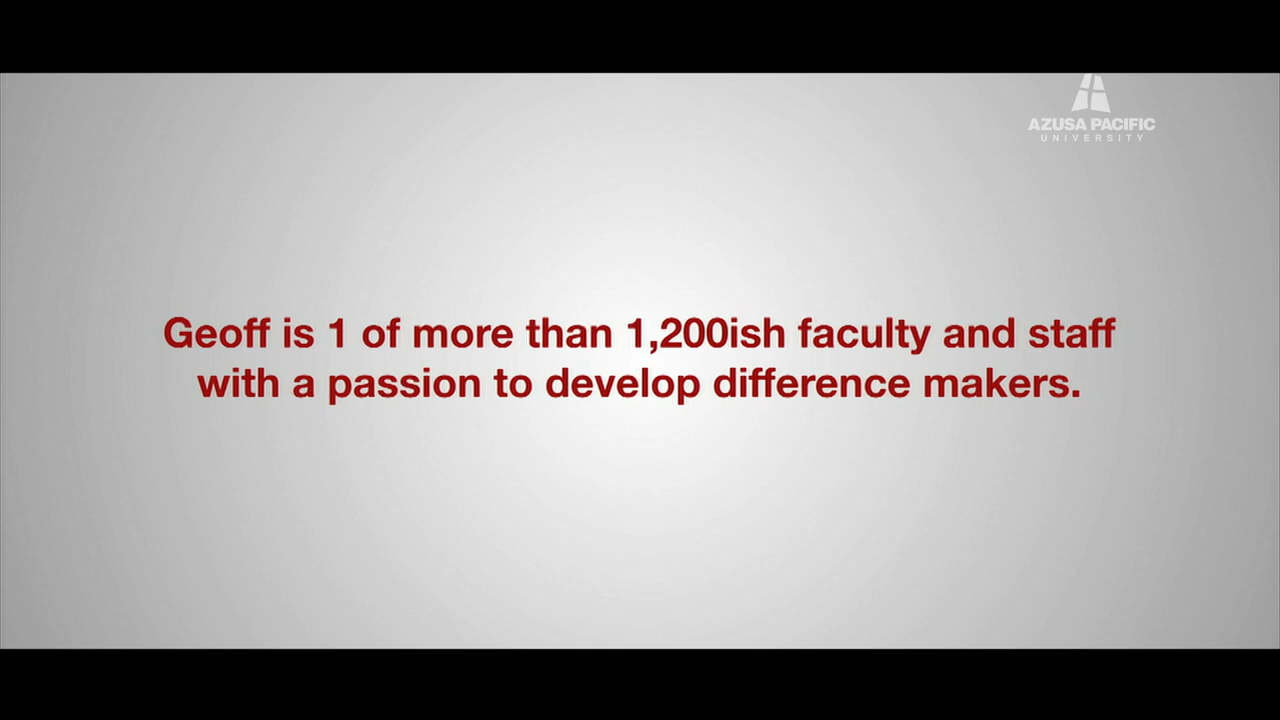 AZUSA PACIFIC
UNIVERSITY
Geoff is 1 of more than 1,200ish faculty and staff
with a passion to develop difference makers.